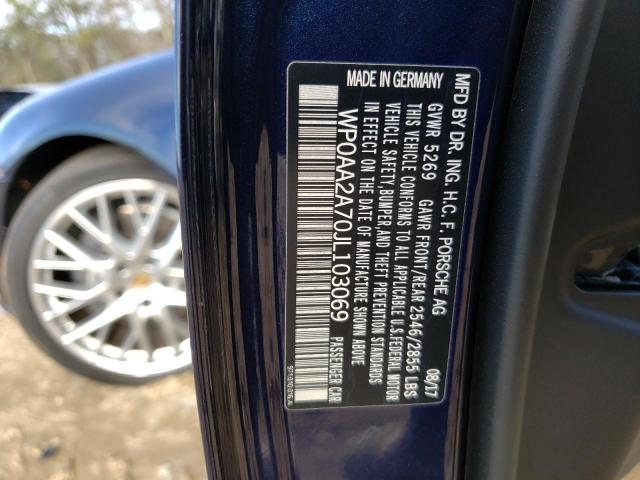 MFD BY DR. ING. H.C. F. PORSCHE AG
GVWR 5269 GAWR FRONT/REAR 2546/2855 LBS 08/17
THIS VEHICLE CONFORMS TO ALL APPLICABLE U.S.FEDERAL MOTOR
VEHICLE SAFETY,BUMPER,AND THEFT PREVENTION STANDARDS
IN EFFECT ON THE DATE OF MANUFACTURE SHOWN ABOVE.
WP0AA2A70JL103069 PASSENGER CAR
MADE IN GERMANY